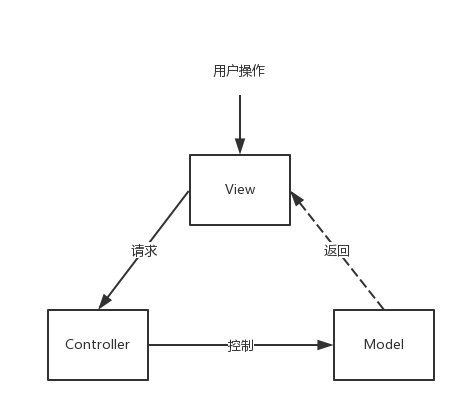 用户操作
View
请求
返回
Controller
控制
Model